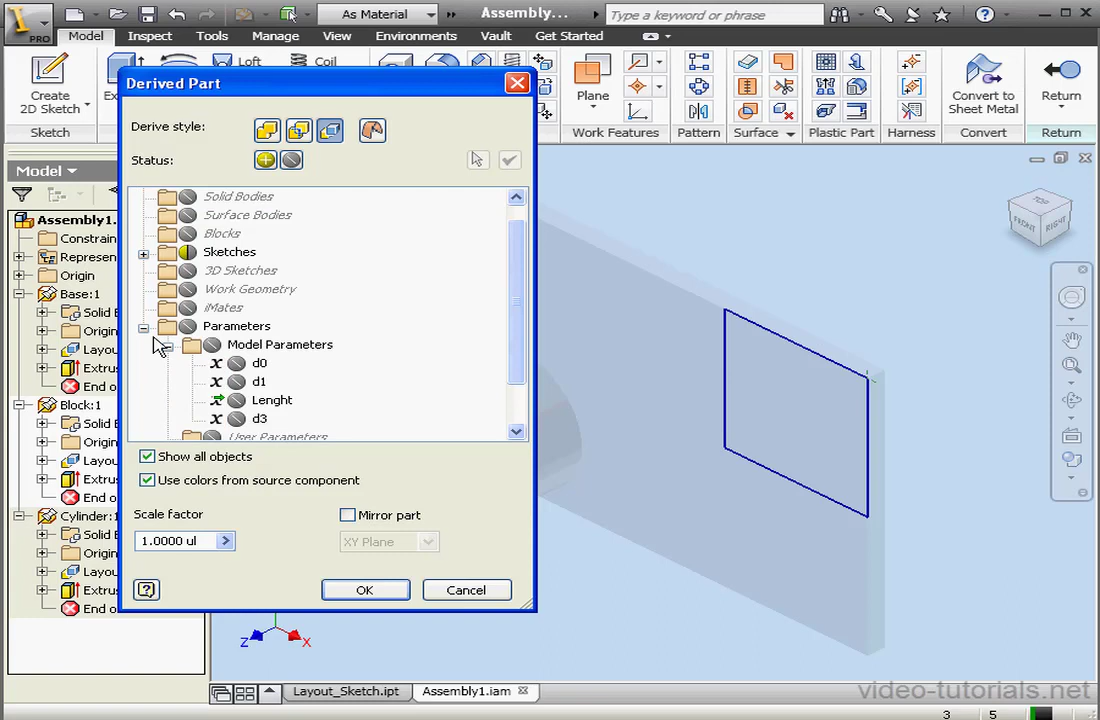 As Material
Assembly...
Type a keyword or phrase
PRO
Model
Inspect
Tools
Manage
View
Environments
Vault
Get Started
Loft
Coil
Create
2D Sketch
Plane
Convert to
Sheet Metal
Return
Sketch
Work Features
Pattern
Surface
Plastic Part
Harness
Convert
Return
Derived Part
Derive style:
Status:
Solid Bodies
Surface Bodies
Blocks
Sketches
3D Sketches
Work Geometry
iMates
Parameters
Model Parameters
d0
d1
Lenght
d3
User Parameters
Show all objects
Use colors from source component
Scale factor
Mirror part
1.0000 ul
XY Plane
OK
Cancel
Model
Assembly1.
Constrain
Represen
Origin
Base:1
Solid B
Origin
Layou
Extrus
End o
Block:1
Solid B
Origin
Layou
Extrus
End o
Cylinder:1
Solid B
Origin
Layou
Extrus
End o
TOP
FRONT
RIGHT
Z
X
Layout_Sketch.ipt
Assembly1.iam
video-tutorials.net
3
5